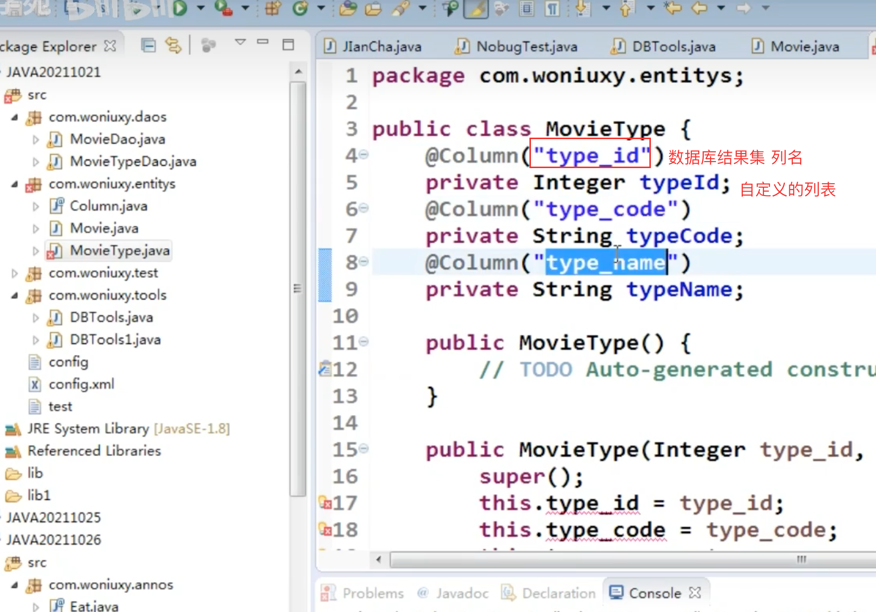 JIanCha.java
NobugTest.java
DBTools.java
Movie.java
ckage Explorer
JAVA20211021
src
com.woniuxy.daos
MovieDao.java
MovieTypeDao.java
com.woniuxy.entitys
Column.java
Movie.java
MovieType.java
com.woniuxy.test
com.woniuxy.tools
DBTools.java
DBTools1.java
config
config.xml
test
JRE System Library [JavaSE-1.8]
Referenced Libraries
lib
lib1
JAVA20211025
JAVA20211026
src
com.woniuxy.annos
Eat.java
1 package com.woniuxy.entitys;
2
3 public class MovieType {
4 @Column("type_id") 数据库结果集 列名
5 private Integer typeId; 自定义的列表
6 @Column("type_code")
7 private String typeCode;
8 @Column("type_name")
9 private String typeName;
10
11 public MovieType() {
12 // TODO Auto-generated constru
13 }
14
15 public MovieType(Integer type_id,
16 super();
17 this.type_id = type_id;
18 this.type_code = type_code;
Problems
@ Javadoc
Declaration
Console